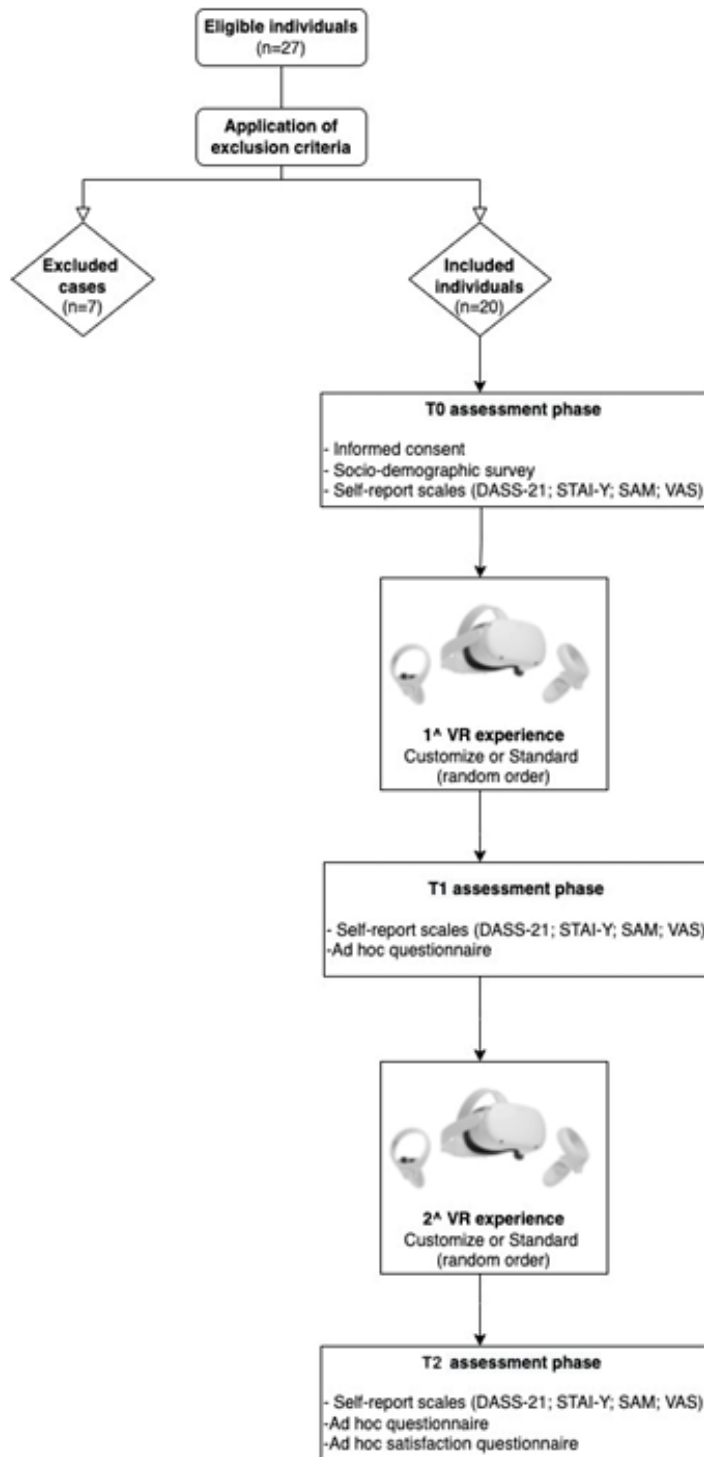 Eligible individuals
(n=27)
Application of
exclusion criteria
Excluded
cases
(n=7)
Included
individuals
(n=20)
T0 assessment phase
- Informed consent
- Socio-demographic survey
- Self-report scales (DASS-21; STAI-Y; SAM; VAS)
1^ VR experience
Customize or Standard
(random order)
T1 assessment phase
- Self-report scales (DASS-21; STAI-Y; SAM; VAS)
-Ad hoc questionnaire
2^ VR experience
Customize or Standard
(random order)
T2 assessment phase
- Self-report scales (DASS-21; STAI-Y; SAM; VAS)
-Ad hoc questionnaire
-Ad hoc satisfaction questionnaire